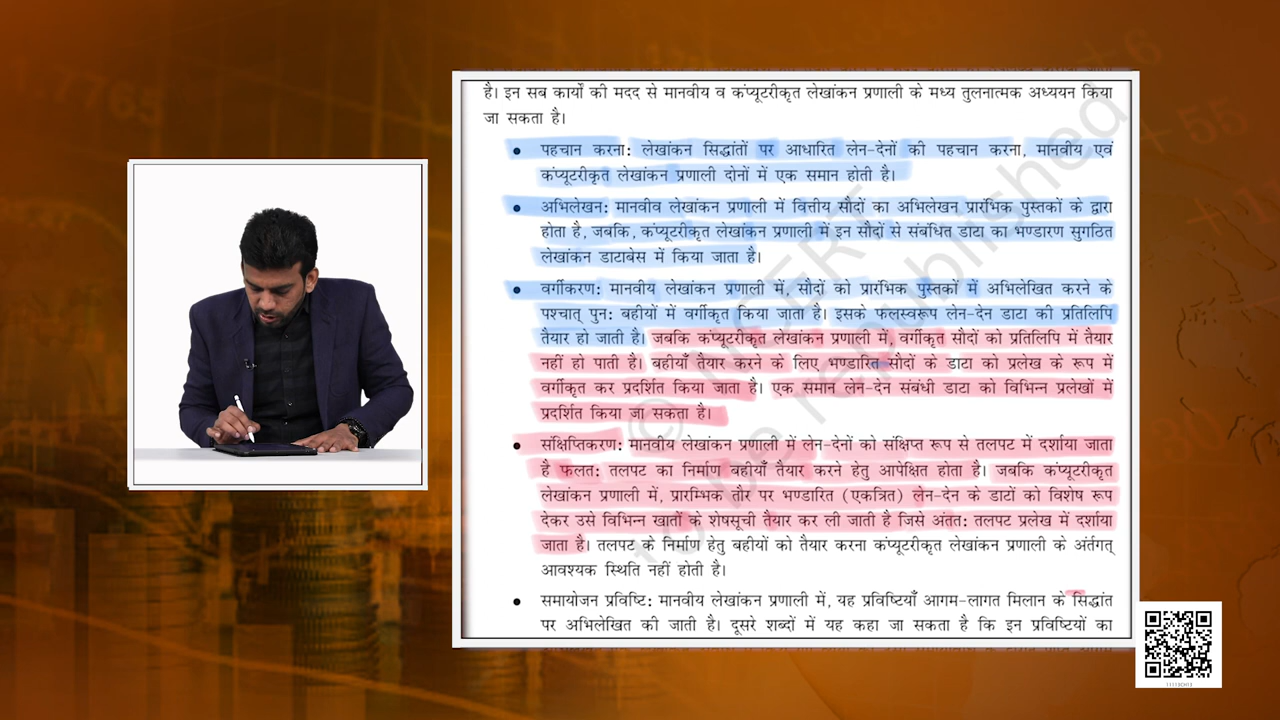 है। इन सब कार्यों की मदद से मानवीय व कंप्यूटरीकृत लेखांकन प्रणाली के मध्य तुलनात्मक अध्ययन किया
जा सकता है।
• पहचान करना: लेखांकन सिद्धांतों पर आधारित लेन-देनों की पहचान करना, मानवीय एवं
कंप्यूटरीकृत लेखांकन प्रणाली दोनों में एक समान होती है।
• अभिलेखन: मानवीव लेखांकन प्रणाली में वित्तीय सौदों का अभिलेखन प्रारंभिक पुस्तकों के द्वारा
होता है, जबकि, कंप्यूटरीकृत लेखांकन प्रणाली में इन सौदों से संबंधित डाटा का भण्डारण सुगठित
लेखांकन डाटाबेस में किया जाता है।
• वर्गीकरण: मानवीय लेखांकन प्रणाली में, सौदों को प्रारंभिक पुस्तकों में अभिलेखित करने के
पश्चात् पुन: बहीयों में वर्गीकृत किया जाता है। इसके फलस्वरूप लेन-देन डाटा की प्रतिलिपि
तैयार हो जाती है। जबकि कंप्यूटरीकृत लेखांकन प्रणाली में, वर्गीकृत सौदों को प्रतिलिपि में तैयार
नहीं हो पाती है। बहीयाँ तैयार करने के लिए भण्डारित सौदों के डाटा को प्रलेख के रूप में
वर्गीकृत कर प्रदर्शित किया जाता है। एक समान लेन-देन संबंधी डाटा को विभिन्न प्रलेखों में
प्रदर्शित किया जा सकता है।
• संक्षिप्तिकरण: मानवीय लेखांकन प्रणाली में लेन-देनों को संक्षिप्त रूप से तलपट में दर्शाया जाता
है फलत: तलपट का निर्माण बहीयाँ तैयार करने हेतु आपेक्षित होता है। जबकि कंप्यूटरीकृत
लेखांकन प्रणाली में, प्रारम्भिक तौर पर भण्डारित (एकत्रित) लेन-देन के डाटों को विशेष रूप
देकर उसे विभिन्न खातों के शेषसूची तैयार कर ली जाती है जिसे अंतत: तलपट प्रलेख में दर्शाया
जाता है। तलपट के निर्माण हेतु बहीयों को तैयार करना कंप्यूटरीकृत लेखांकन प्रणाली के अंर्तगत्
आवश्यक स्थिति नहीं होती है।
• समायोजन प्रविष्टि: मानवीय लेखांकन प्रणाली में, यह प्रविष्टियाँ आगम-लागत मिलान के सिद्धांत
पर अभिलेखित की जाती है। दूसरे शब्दों में यह कहा जा सकता है कि इन प्रविष्टियों का
© NCERT
to be republished